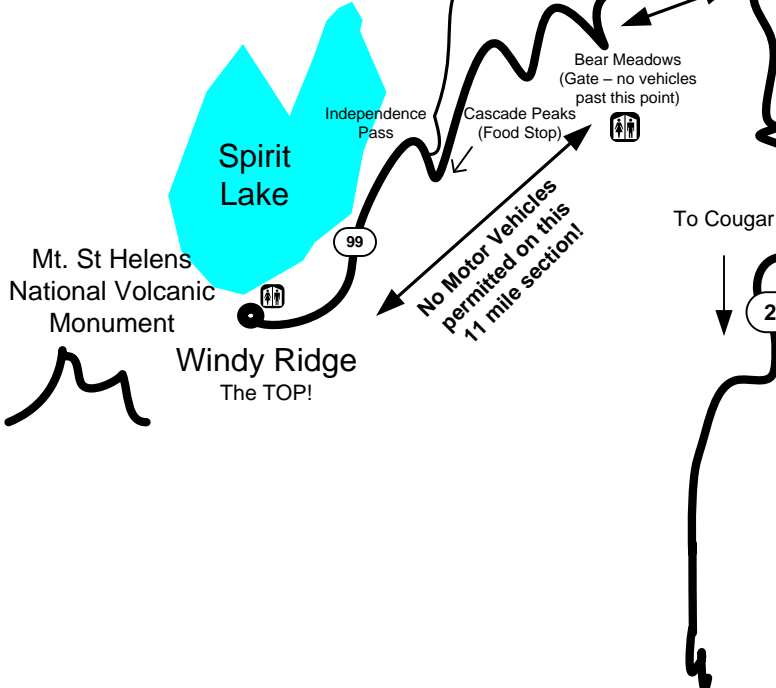 Bear Meadows
(Gate – no vehicles
past this point)
Independence
Pass
Cascade Peaks
(Food Stop)
Spirit
Lake
No Motor Vehicles
permitted on this
11 mile section!
To Cougar
99
Mt. St Helens
National Volcanic
Monument
2
Windy Ridge
The TOP!